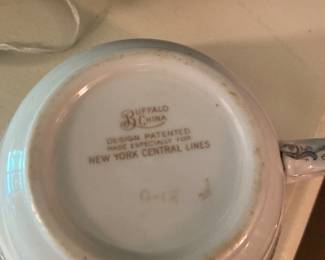 BUFFALO
CHINA
DESIGN PATENTED
MADE ESPECIALLY FOR
NEW YORK CENTRAL LINES